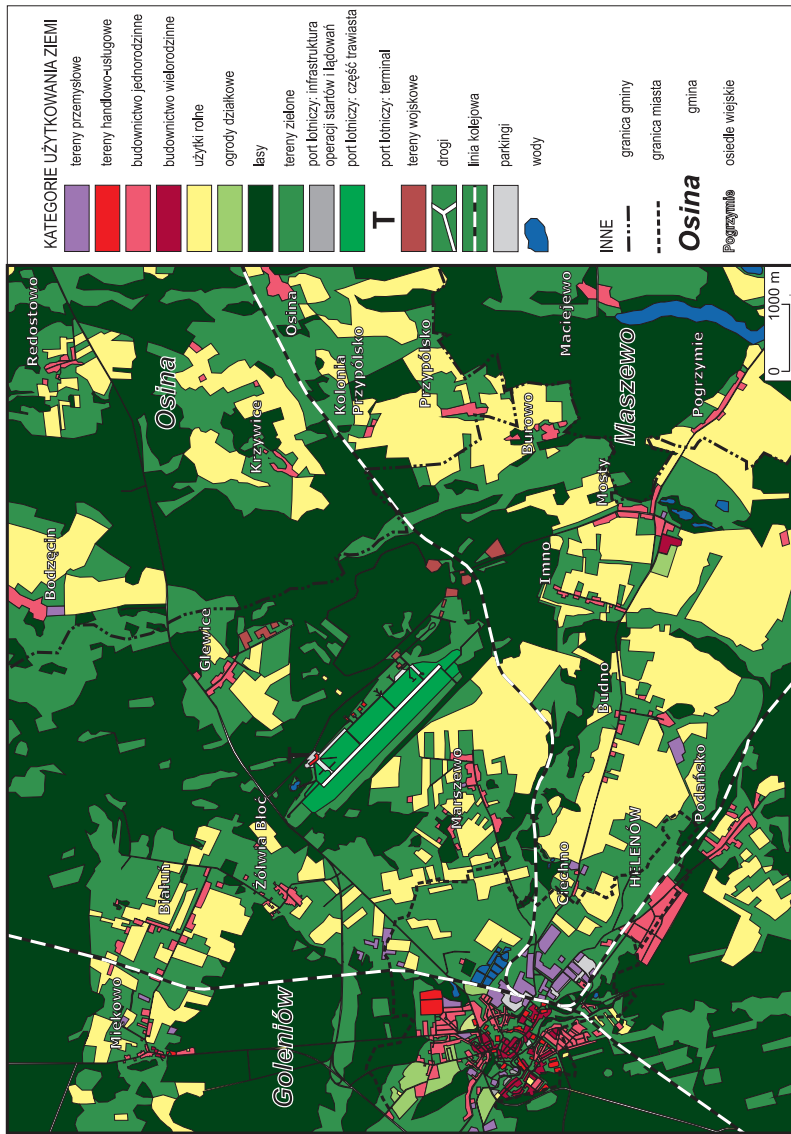 KATEGORIE UŻYTKOWANIA ZIEMI
tereny przemysłowe
tereny handlowo-usługowe
budownictwo jednorodzinne
budownictwo wielorodzinne
użytki rolne
ogrody działkowe
lasy
tereny zielone
port lotniczy: infrastruktura
operacji startów i lądowań
port lotniczy: część trawiasta
T
port lotniczy: terminal
tereny wojskowe
drogi
linia kolejowa
parkingi
wody
INNE
granica gminy
granica miasta
Osina
gmina
Pogrzymie
osiedle wiejskie
Redostowo
Osina
Bodzęcin
Krzywice
Osina
Kolonia
Przypólsko
Przypólsko
Burowo
Maciejewo
Maszewo
Pogrzymie
Mosty
Imno
Glewice
T
Budno
Podańsko
HELENÓW
Ciechno
Marszewo
Żółwia Błoć
Białuń
Miękowo
Goleniów
0
1000 m